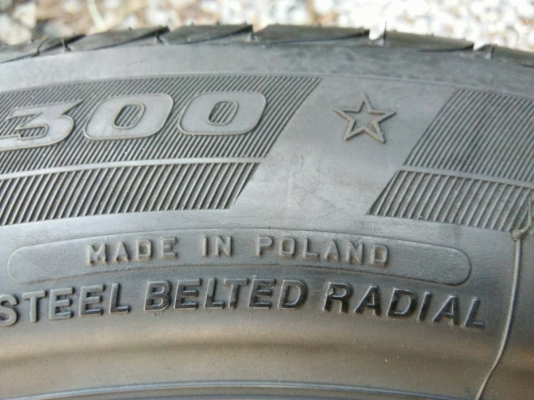 300
MADE IN POLAND
STEEL BELTED RADIAL